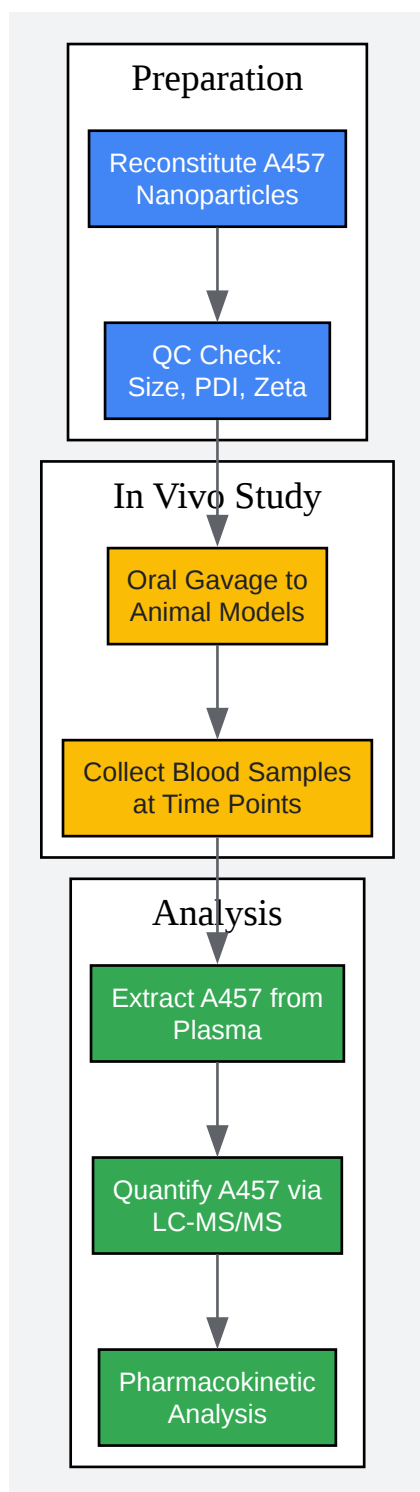 Preparation
Reconstitute A457
Nanoparticles
QC Check:
Size, PDI, Zeta
In Vivo Study
Oral Gavage to
Animal Models
Collect Blood Samples
at Time Points
Analysis
Extract A457 from
Plasma
Quantify A457 via
LC-MS/MS
Pharmacokinetic
Analysis